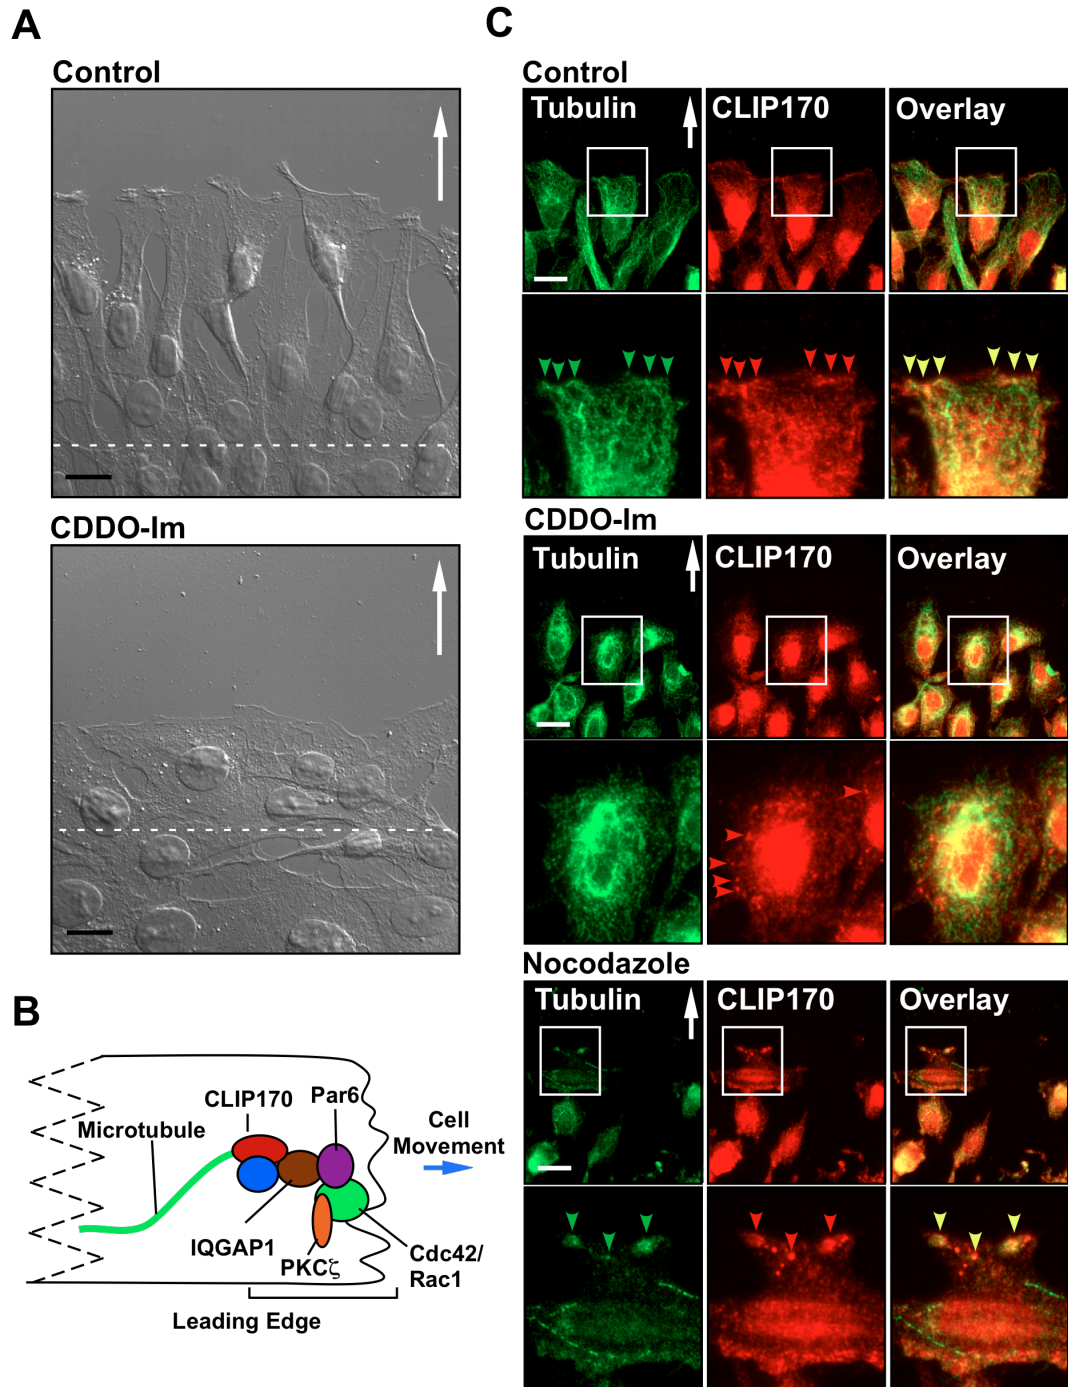 A
Control
CDDO-Im
B
CLIP170
Par6
Microtubule
Cell
Movement
IQGAP1
PKCζ
Cdc42/
Rac1
Leading Edge
C
Control
Tubulin
CLIP170
Overlay
CDDO-Im
Tubulin
CLIP170
Overlay
Nocodazole
Tubulin
CLIP170
Overlay